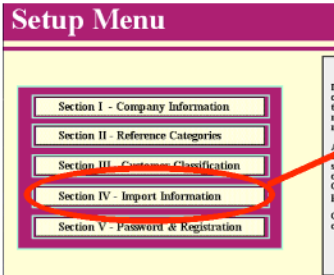 Setup Menu
Section I - Company Information
Section II - Reference Categories
Section III - Customer Classification
Section IV - Import Information
Section V - Password & Registration